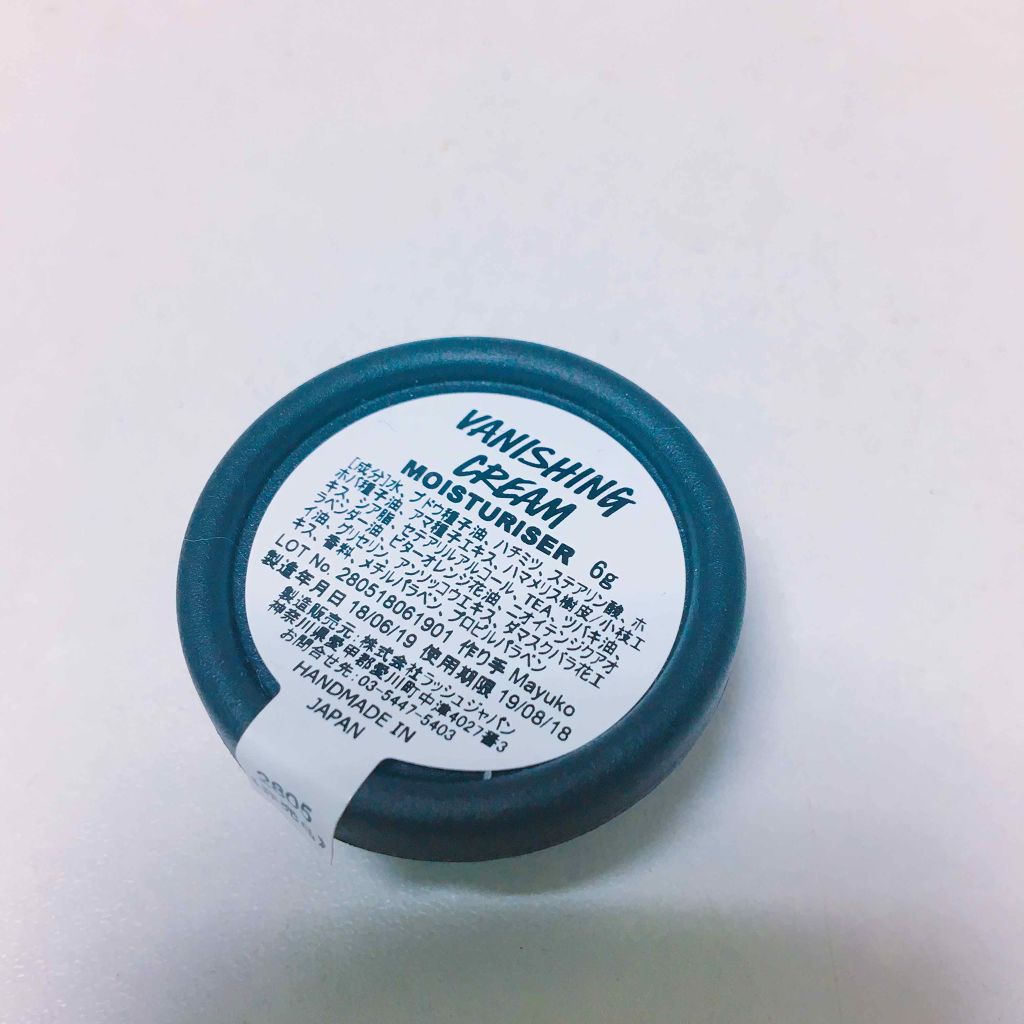 VANISHING
CREAM
MOISTURISER 6g
[成分]水、ブドウ種子油、ハチミツ、ステアリン酸、ホ
ホバ種子油、アマ種子エキス、ハマメリス樹皮/小枝エ
キス、シア脂、セテアリルアルコール、TEA、ツバキ油、
ラベンダー油、ビターオレンジ花油、ニオイテンジクアオ
イ油、グリセリン、アンソッコウエキス、ダマスクバラ花エ
キス、香料、メチルパラベン、プロピルパラベン
LOT No. 280518061901 作り手 Mayuko
製造年月日 18/06/19 使用期限 19/08/18
製造販売元:株式会社ラッシュジャパン
神奈川県愛甲郡愛川町中津4027番3
お問合せ先:03-5447-5403
HANDMADE IN
JAPAN
2805